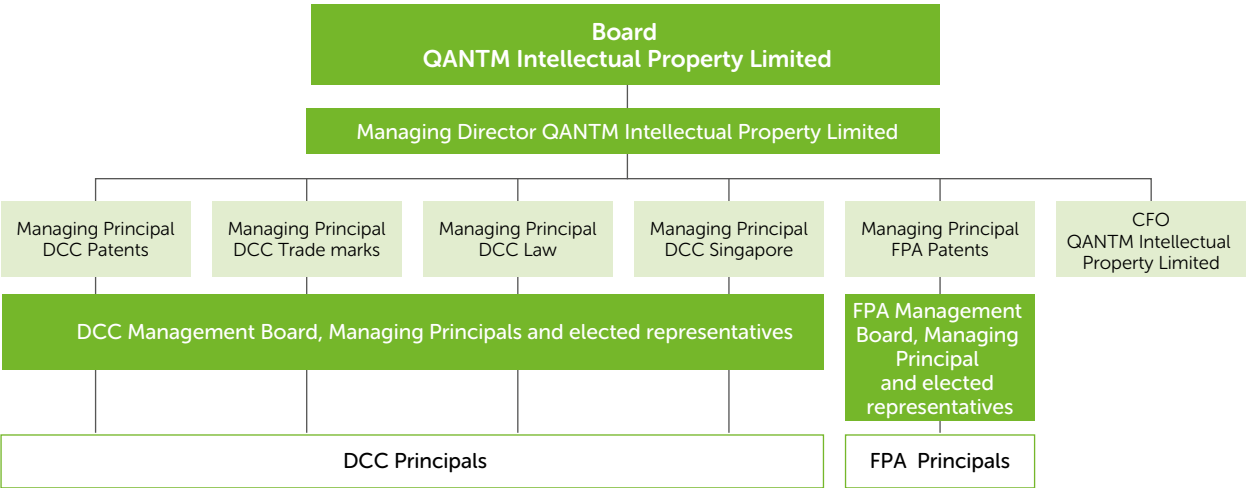 Board
QANTM Intellectual Property Limited
Managing Director QANTM Intellectual Property Limited
Managing Principal
DCC Patents
Managing Principal
DCC Trade marks
Managing Principal
DCC Law
Managing Principal
DCC Singapore
Managing Principal
FPA Patents
CFO
QANTM Intellectual
Property Limited
DCC Management Board, Managing Principals and elected representatives
FPA Management
Board, Managing
Principal
and elected
representatives
DCC Principals
FPA Principals